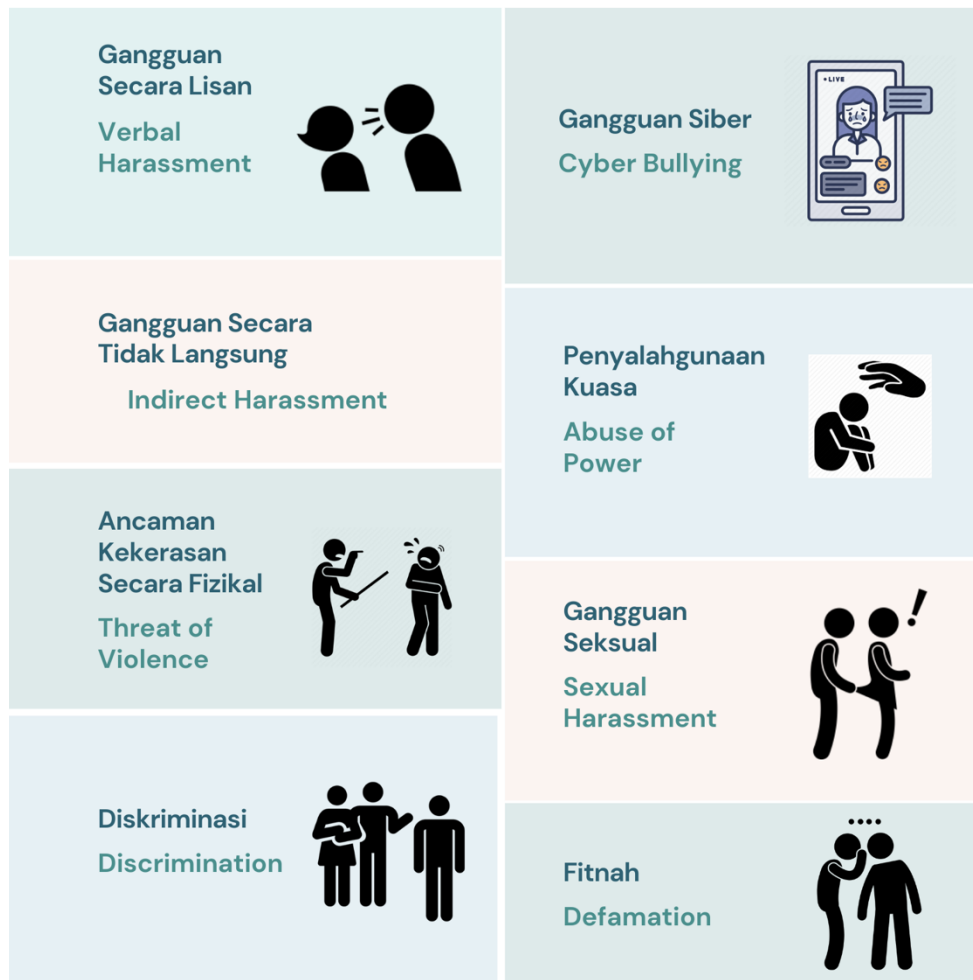 Gangguan
Secara Lisan
Verbal
Harassment
Gangguan Secara
Tidak Langsung
Indirect Harassment
Ancaman
Kekerasan
Secara Fizikal
Threat of
Violence
Diskriminasi
Discrimination
LIVE
Gangguan Siber
Cyber Bullying
Penyalahgunaan
Kuasa
Abuse of
Power
Gangguan
Seksual
Sexual
Harassment
Fitnah
Defamation